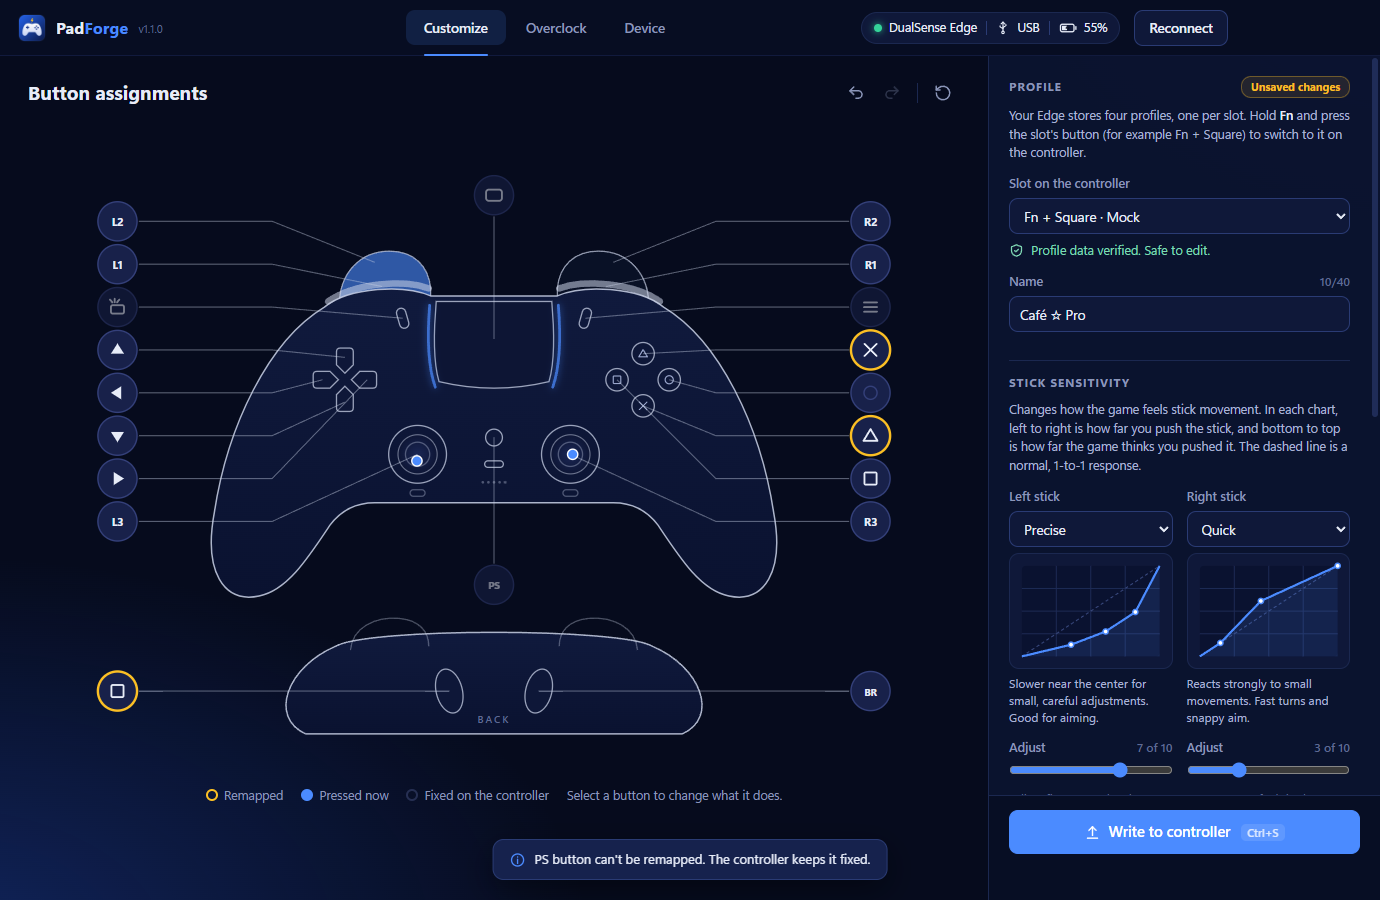 PadForge v1.1.0
Customize
Overclock
Device
DualSense Edge
USB
55%
Reconnect
Button assignments
L2
L1
L3
R2
R1
R3
PS
BR
BACK
Remapped
Pressed now
Fixed on the controller
Select a button to change what it does.
PS button can't be remapped. The controller keeps it fixed.
PROFILE
Unsaved changes
Your Edge stores four profiles, one per slot. Hold Fn and press
the slot's button (for example Fn + Square) to switch to it on
the controller.
Slot on the controller
Fn + Square · Mock
Profile data verified. Safe to edit.
Name
10/40
Café ☆ Pro
STICK SENSITIVITY
Changes how the game feels stick movement. In each chart,
left to right is how far you push the stick, and bottom to top
is how far the game thinks you pushed it. The dashed line is a
normal, 1-to-1 response.
Left stick
Precise
Slower near the center for
small, careful adjustments.
Good for aiming.
Adjust
7 of 10
Right stick
Quick
Reacts strongly to small
movements. Fast turns and
snappy aim.
Adjust
3 of 10
Write to controller Ctrl+S